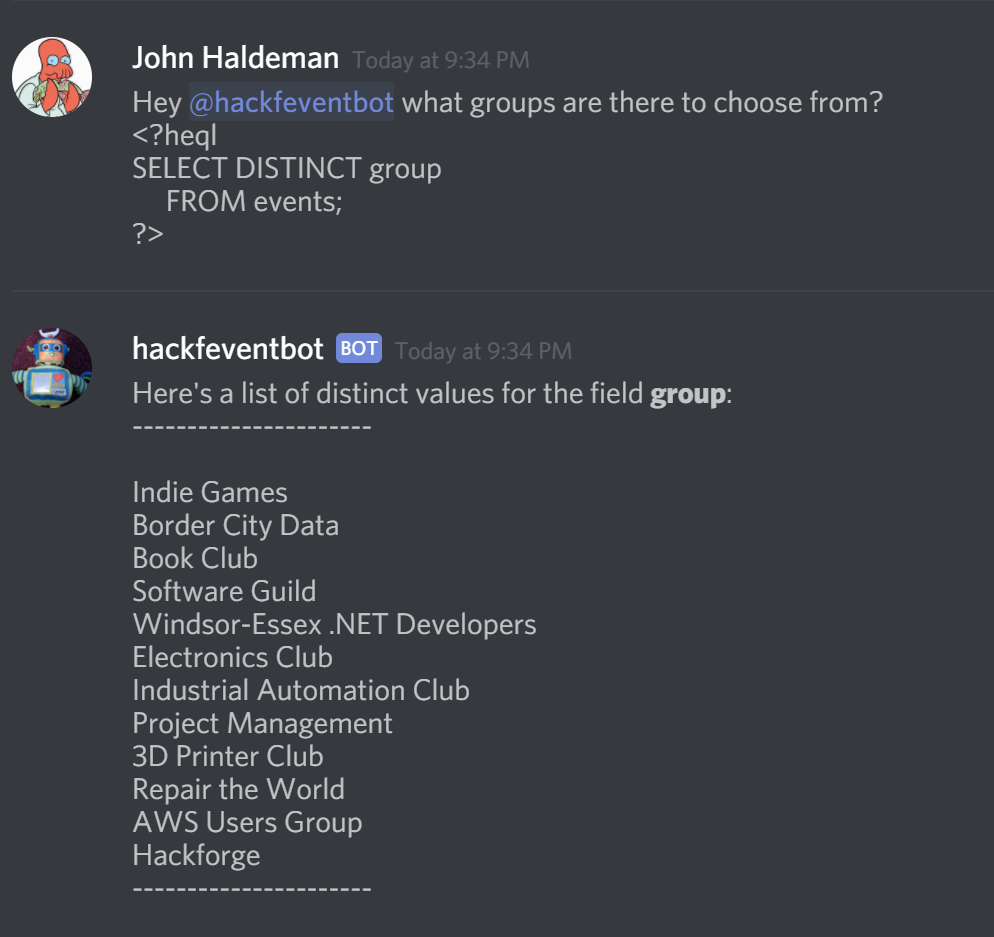 John Haldeman Today at 9:34 PM
Hey @hackfeventbot what groups are there to choose from?
<?heql
SELECT DISTINCT group
    FROM events;
?>
hackfeventbot BOT Today at 9:34 PM
Here's a list of distinct values for the field group:
----------------------
Indie Games
Border City Data
Book Club
Software Guild
Windsor-Essex .NET Developers
Electronics Club
Industrial Automation Club
Project Management
3D Printer Club
Repair the World
AWS Users Group
Hackforge
----------------------